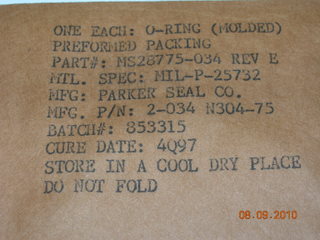 ONE EACH: O-RING (MOLDED)
PREFORMED PACKING
PART#: MS28775-034 REV E
MTL. SPEC: MIL-P-25732
MFG: PARKER SEAL CO.
MFG. P/N: 2-034 N304-75
BATCH#: 853315
CURE DATE: 4Q97
STORE IN A COOL DRY PLACE
DO NOT FOLD
08.09.2010